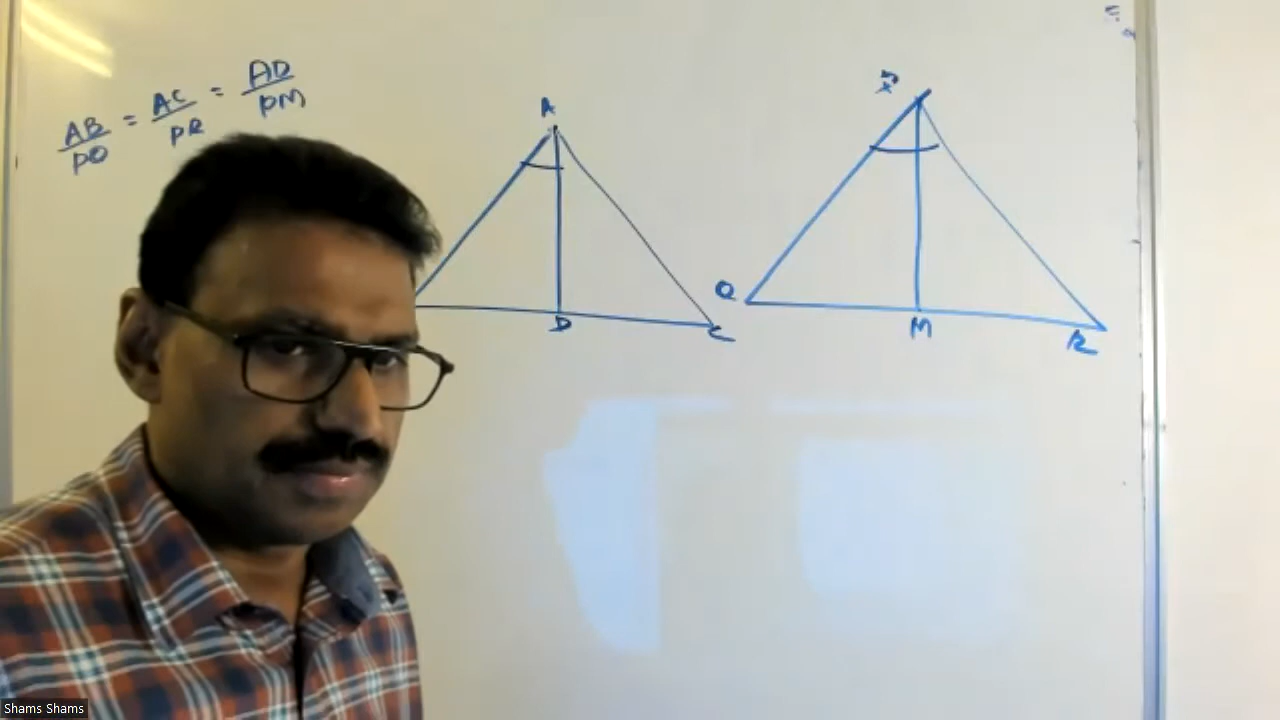 AB/PQ = AC/PR = AD/PM
A
P
Q
D
C
M
R
Shams Shams